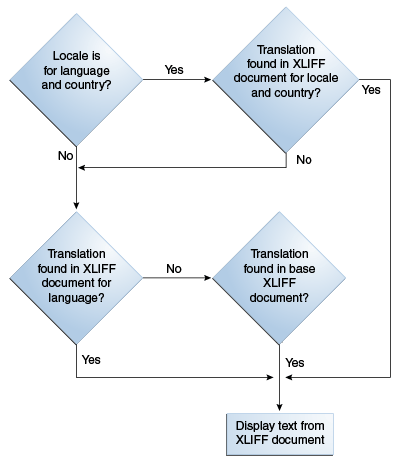 Locale is
for language
and country?
Yes
Translation
found in XLIFF
document for locale
and country?
Yes
No
No
Translation
found in XLIFF
document for
language?
No
Translation
found in base
XLIFF
document?
Yes
Yes
Display text from
XLIFF document